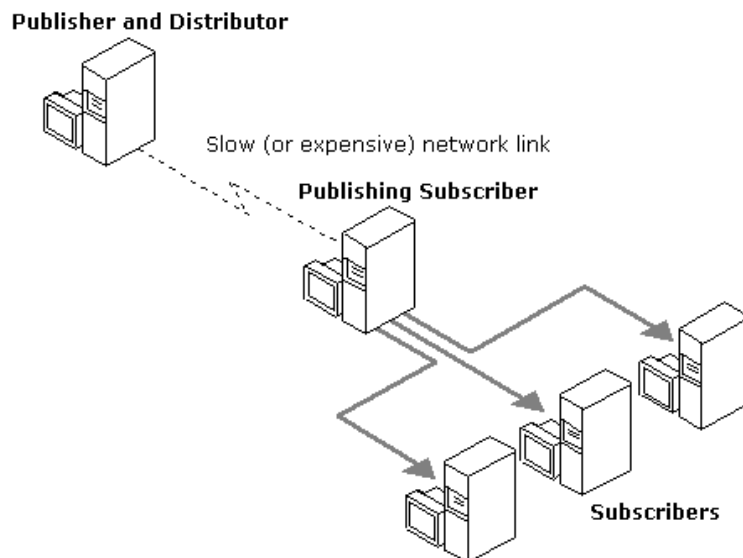 Publisher and Distributor
Slow (or expensive) network link
Publishing Subscriber
Subscribers